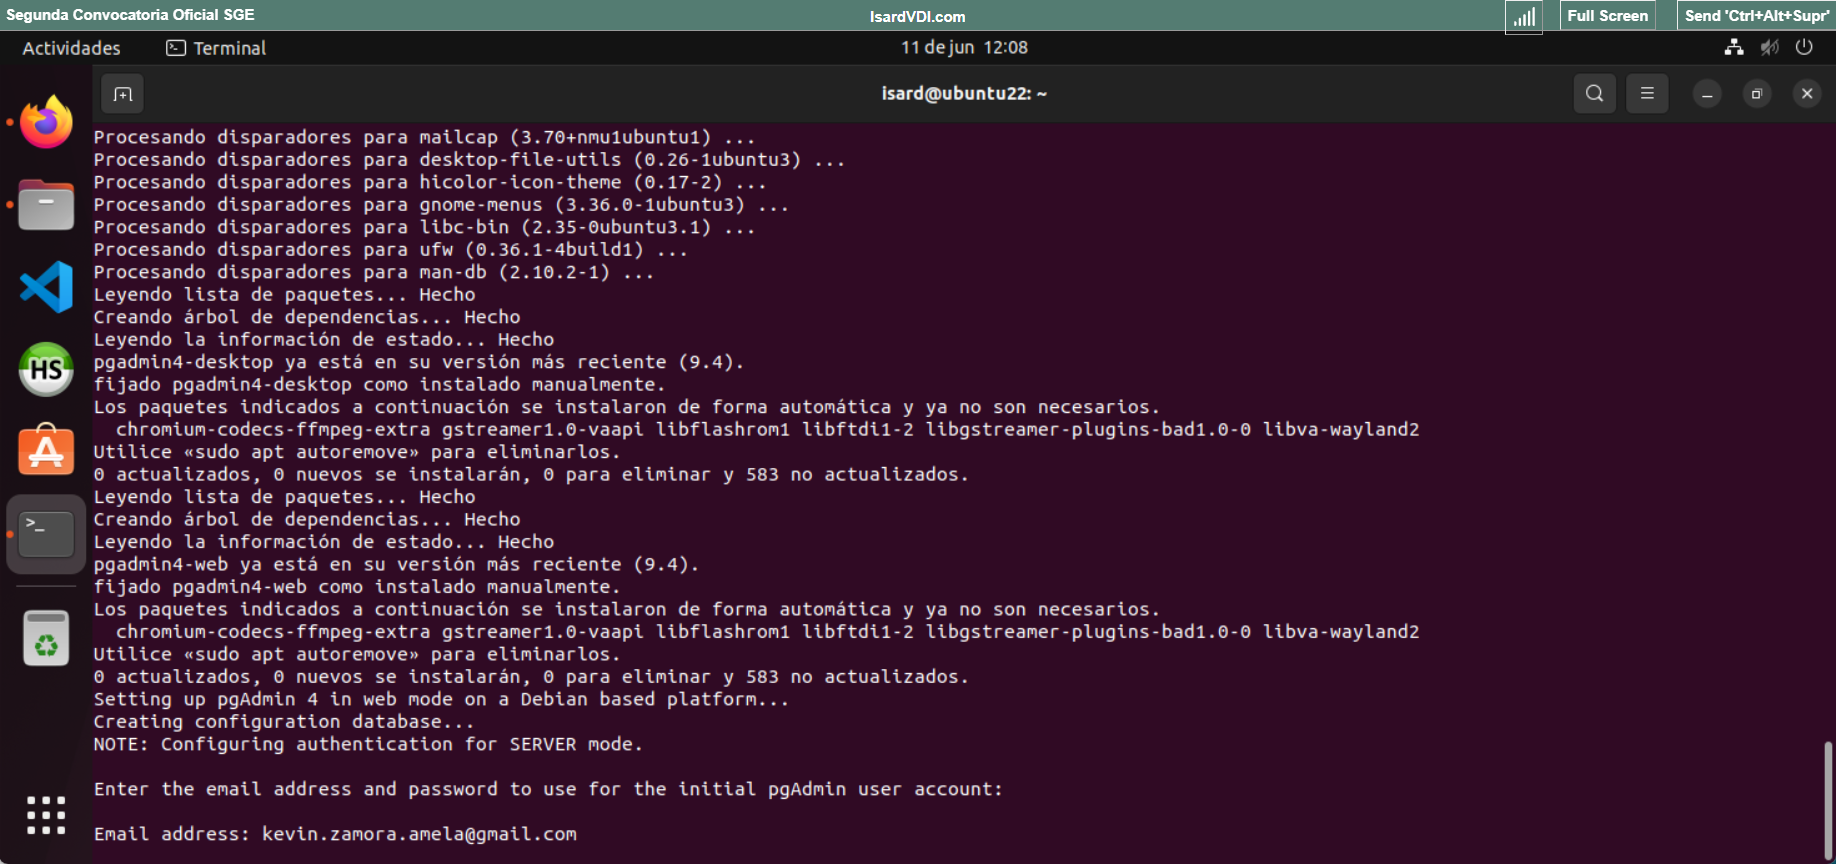 Segunda Convocatoria Oficial SGE
IsardVDI.com
Full Screen
Send 'Ctrl+Alt+Supr'
Actividades
Terminal
11 de jun 12:08
isard@ubuntu22: ~
Procesando disparadores para mailcap (3.70+nmu1ubuntu1) ...
Procesando disparadores para desktop-file-utils (0.26-1ubuntu3) ...
Procesando disparadores para hicolor-icon-theme (0.17-2) ...
Procesando disparadores para gnome-menus (3.36.0-1ubuntu3) ...
Procesando disparadores para libc-bin (2.35-0ubuntu3.1) ...
Procesando disparadores para ufw (0.36.1-4build1) ...
Procesando disparadores para man-db (2.10.2-1) ...
Leyendo lista de paquetes... Hecho
Creando árbol de dependencias... Hecho
Leyendo la información de estado... Hecho
pgadmin4-desktop ya está en su versión más reciente (9.4).
fijado pgadmin4-desktop como instalado manualmente.
Los paquetes indicados a continuación se instalaron de forma automática y ya no son necesarios.
chromium-codecs-ffmpeg-extra gstreamer1.0-vaapi libflashrom1 libftdi1-2 libgstreamer-plugins-bad1.0-0 libva-wayland2
Utilice «sudo apt autoremove» para eliminarlos.
0 actualizados, 0 nuevos se instalarán, 0 para eliminar y 583 no actualizados.
Leyendo lista de paquetes... Hecho
Creando árbol de dependencias... Hecho
Leyendo la información de estado... Hecho
pgadmin4-web ya está en su versión más reciente (9.4).
fijado pgadmin4-web como instalado manualmente.
Los paquetes indicados a continuación se instalaron de forma automática y ya no son necesarios.
chromium-codecs-ffmpeg-extra gstreamer1.0-vaapi libflashrom1 libftdi1-2 libgstreamer-plugins-bad1.0-0 libva-wayland2
Utilice «sudo apt autoremove» para eliminarlos.
0 actualizados, 0 nuevos se instalarán, 0 para eliminar y 583 no actualizados.
Setting up pgAdmin 4 in web mode on a Debian based platform...
Creating configuration database...
NOTE: Configuring authentication for SERVER mode.
Enter the email address and password to use for the initial pgAdmin user account:
Email address: kevin.zamora.amela@gmail.com
HS